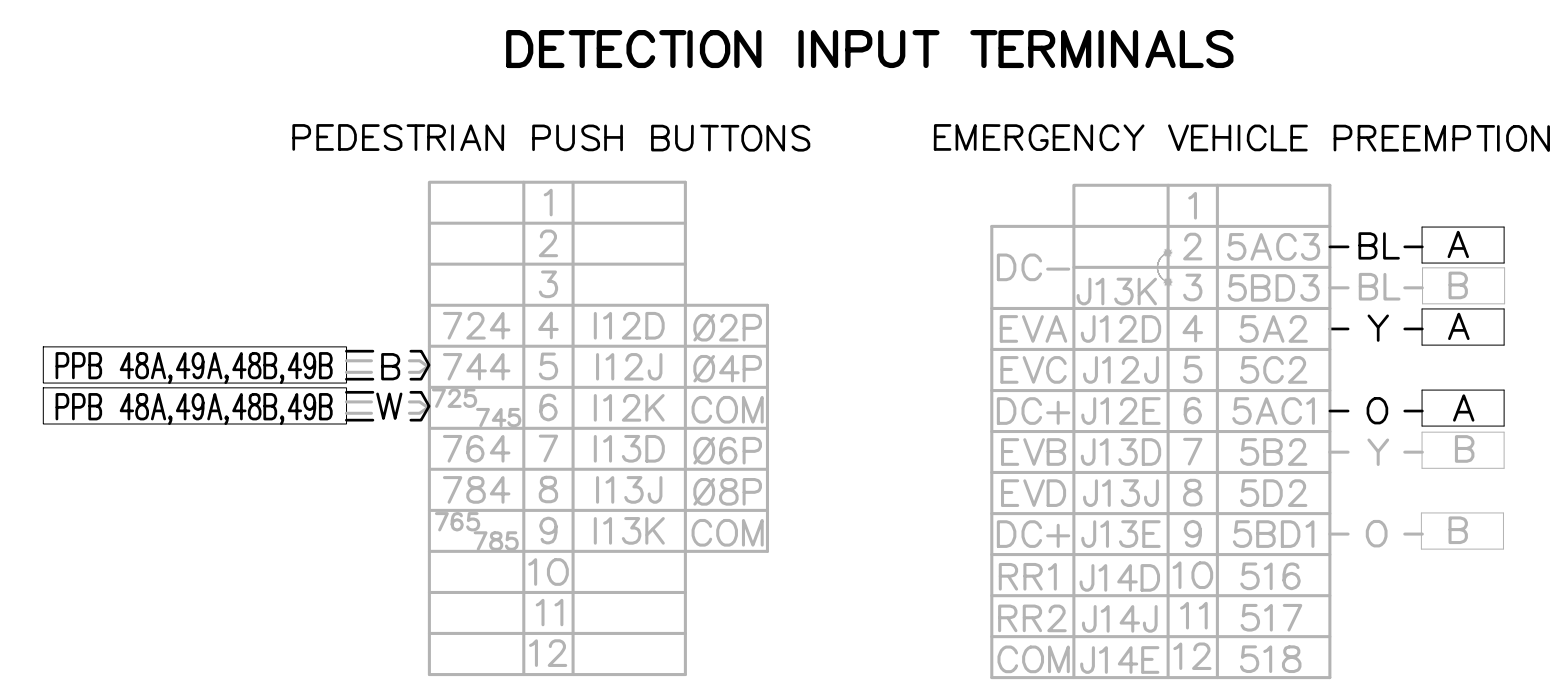 DETECTION INPUT TERMINALS
PEDESTRIAN PUSH BUTTONS
1
2
3
724 4 I12D Ø2P
PPB 48A,49A,48B,49B B 744 5 I12J Ø4P
PPB 48A,49A,48B,49B W 725 745 6 I12K COM
764 7 I13D Ø6P
784 8 I13J Ø8P
765 785 9 I13K COM
10
11
12
EMERGENCY VEHICLE PREEMPTION
1
DC- 2 5AC3 BL A
J13K 3 5BD3 BL B
EVA J12D 4 5A2 Y A
EVC J12J 5 5C2
DC+ J12E 6 5AC1 O A
EVB J13D 7 5B2 Y B
EVD J13J 8 5D2
DC+ J13E 9 5BD1 O B
RR1 J14D 10 516
RR2 J14J 11 517
COM J14E 12 518